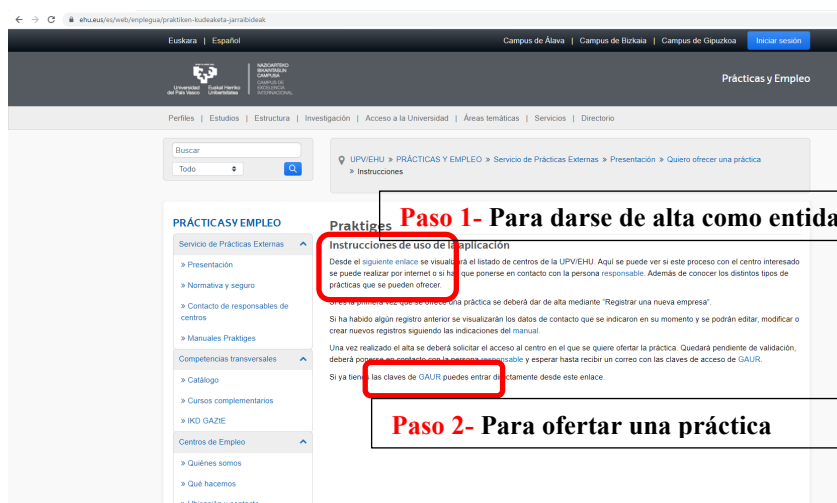 ehu.eus/es/web/enplegua/praktiken-kudeaketa-jarraibideak
Euskara | Español
Campus de Álava | Campus de Bizkaia | Campus de Gipuzkoa
Iniciar sesión
Universidad del País Vasco
Euskal Herriko Unibertsitatea
NAZIOARTEKO BIKAINTASUN CAMPUSA
CAMPUS DE EXCELENCIA INTERNACIONAL
Prácticas y Empleo
Perfiles | Estudios | Estructura | Investigación | Acceso a la Universidad | Áreas temáticas | Servicios | Directorio
Buscar
Todo
UPV/EHU » PRÁCTICAS Y EMPLEO » Servicio de Prácticas Externas » Presentación » Quiero ofrecer una práctica
» Instrucciones
PRÁCTICASY EMPLEO
Servicio de Prácticas Externas
» Presentación
» Normativa y seguro
» Contacto de responsables de
centros
» Manuales Praktiges
Competencias transversales
» Catálogo
» Cursos complementarios
» IKD GAZtE
Centros de Empleo
» Quiénes somos
» Qué hacemos
Paso 1- Para darse de alta como entida
Praktiges
Instrucciones de uso de la aplicación
Desde el siguiente enlace se visualizará el listado de centros de la UPV/EHU. Aquí se puede ver si este proceso con el centro interesado
se puede realizar por internet o si hay que ponerse en contacto con la persona responsable. Además de conocer los distintos tipos de
prácticas que se pueden ofrecer.
Si es la primera vez que se ofrece una práctica se deberá dar de alta mediante "Registrar una nueva empresa".
Si ha habido algún registro anterior se visualizarán los datos de contacto que se indicaron en su momento y se podrán editar, modificar o
crear nuevos registros siguiendo las indicaciones del manual.
Una vez realizado el alta se deberá solicitar el acceso al centro en el que se quiere ofertar la práctica. Quedará pendiente de validación,
deberá ponerse en contacto con la persona responsable y esperar hasta recibir un correo con las claves de acceso de GAUR.
Si ya tienes las claves de GAUR puedes entrar directamente desde este enlace.
Paso 2- Para ofertar una práctica